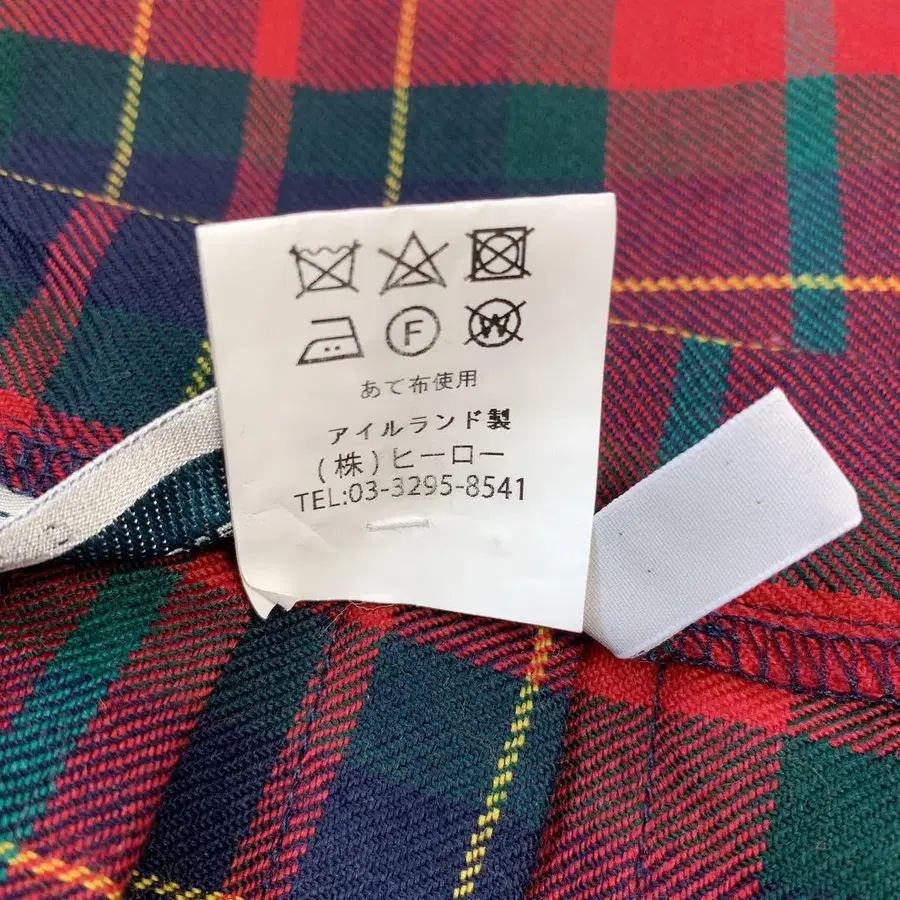 F W
あて布使用
アイルランド製
(株)ヒーロー
TEL:03-3295-8541